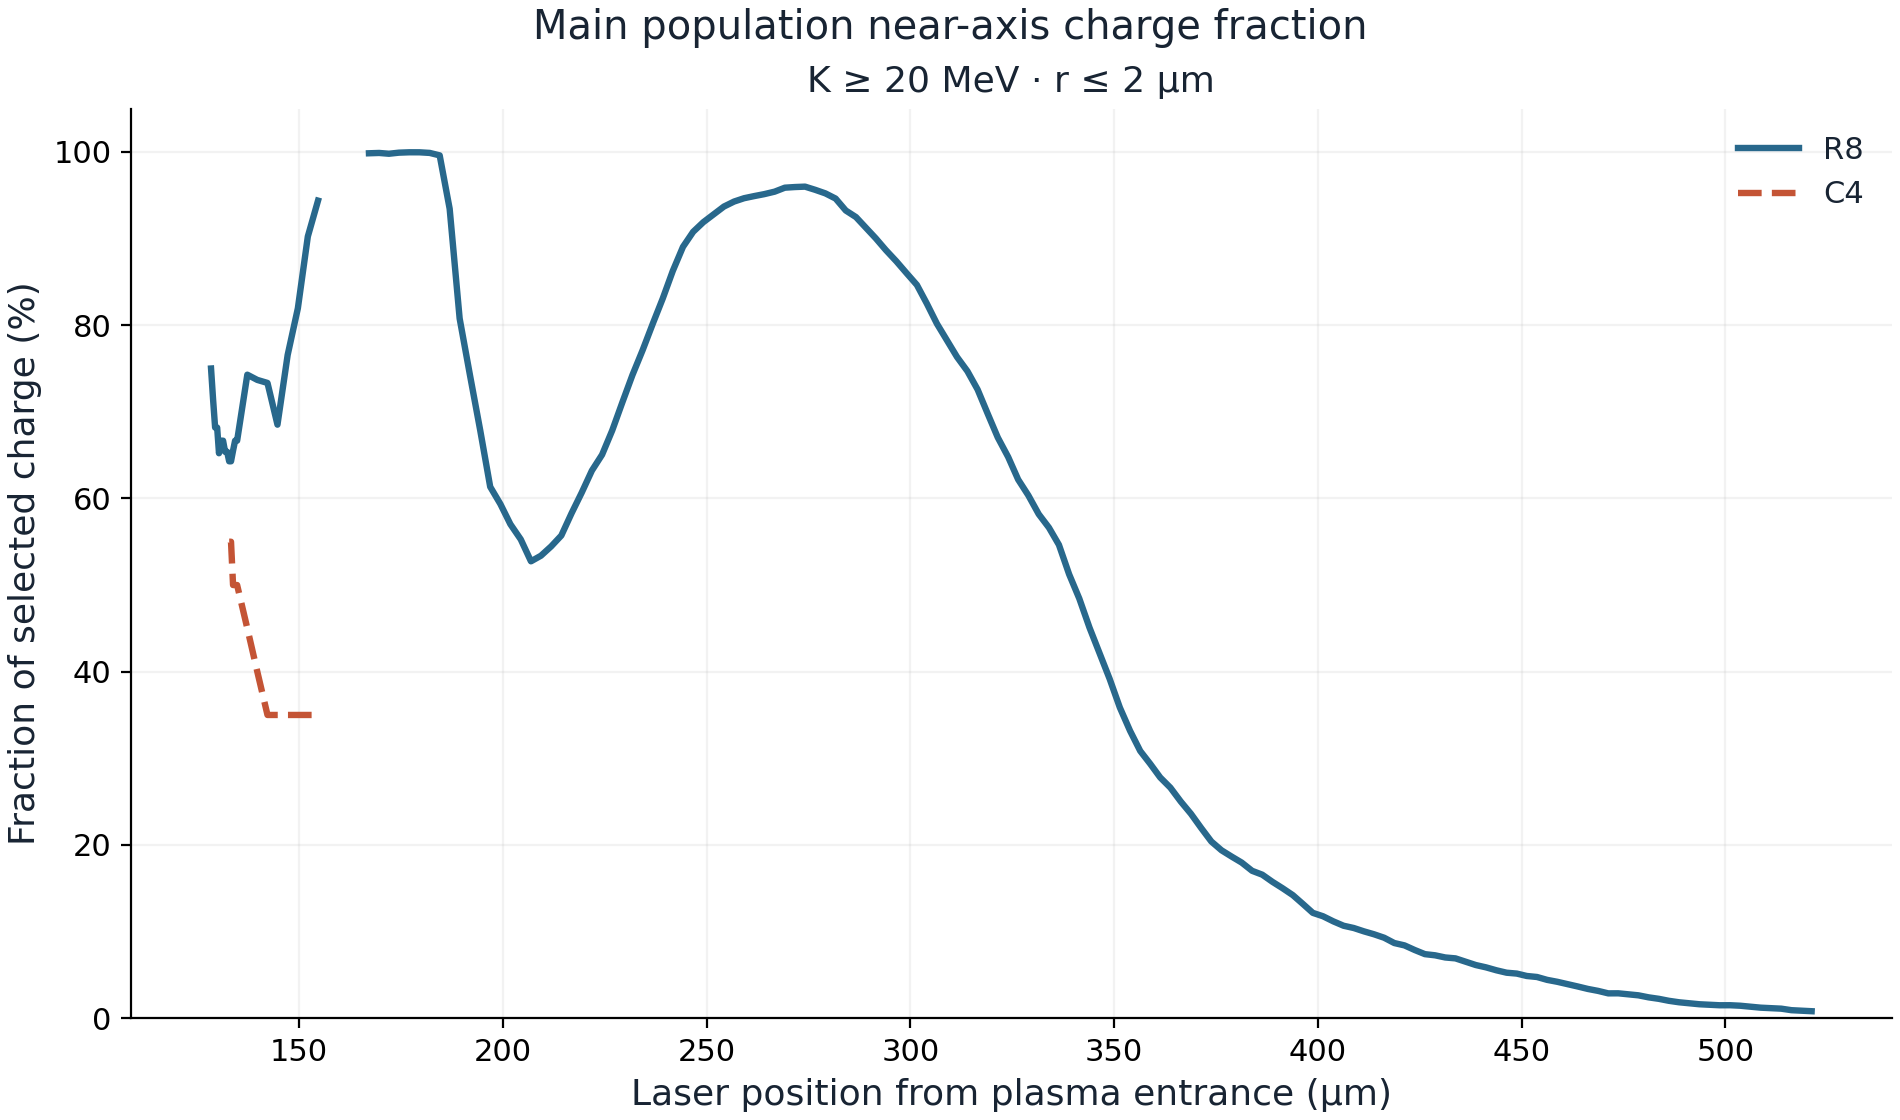 Main population near-axis charge fraction
K ≥ 20 MeV · r ≤ 2 µm
R8
C4
Fraction of selected charge (%)
100
80
60
40
20
0
150 200 250 300 350 400 450 500
Laser position from plasma entrance (µm)